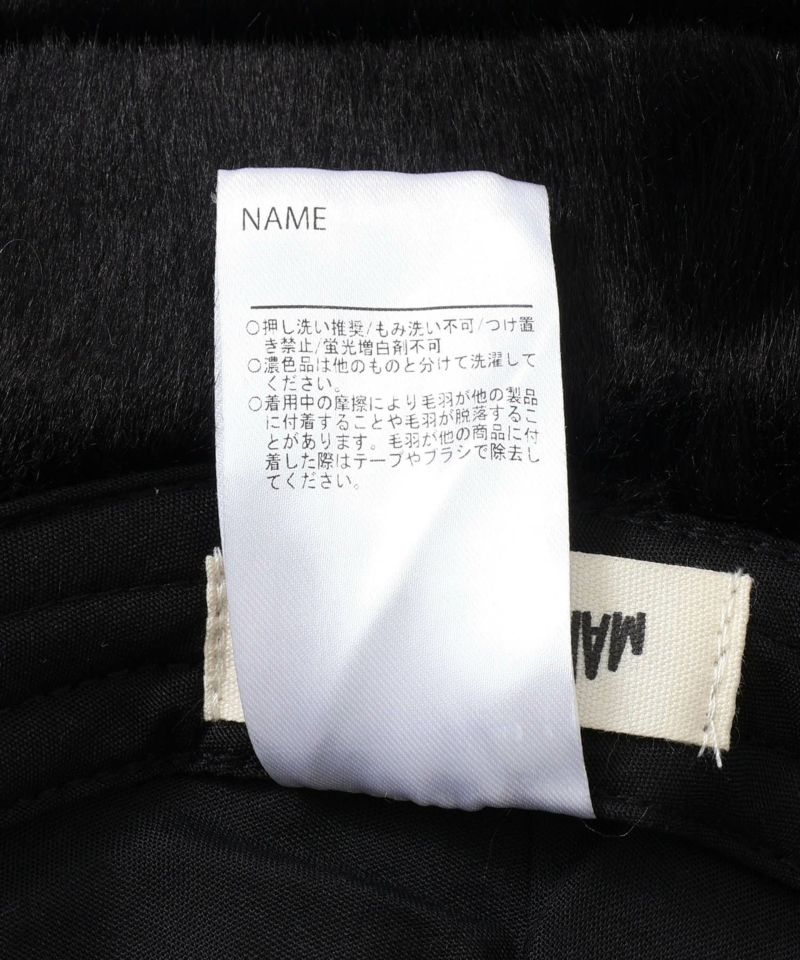 NAME
○押し洗い推奨/もみ洗い不可/つけ置
き禁止/蛍光増白剤不可
○濃色品は他のものと分けて洗濯して
ください。
○着用中の摩擦により毛羽が他の製品
に付着することや毛羽が脱落するこ
とがあります。毛羽が他の商品に付
着した際はテープやブラシで除去し
てください。